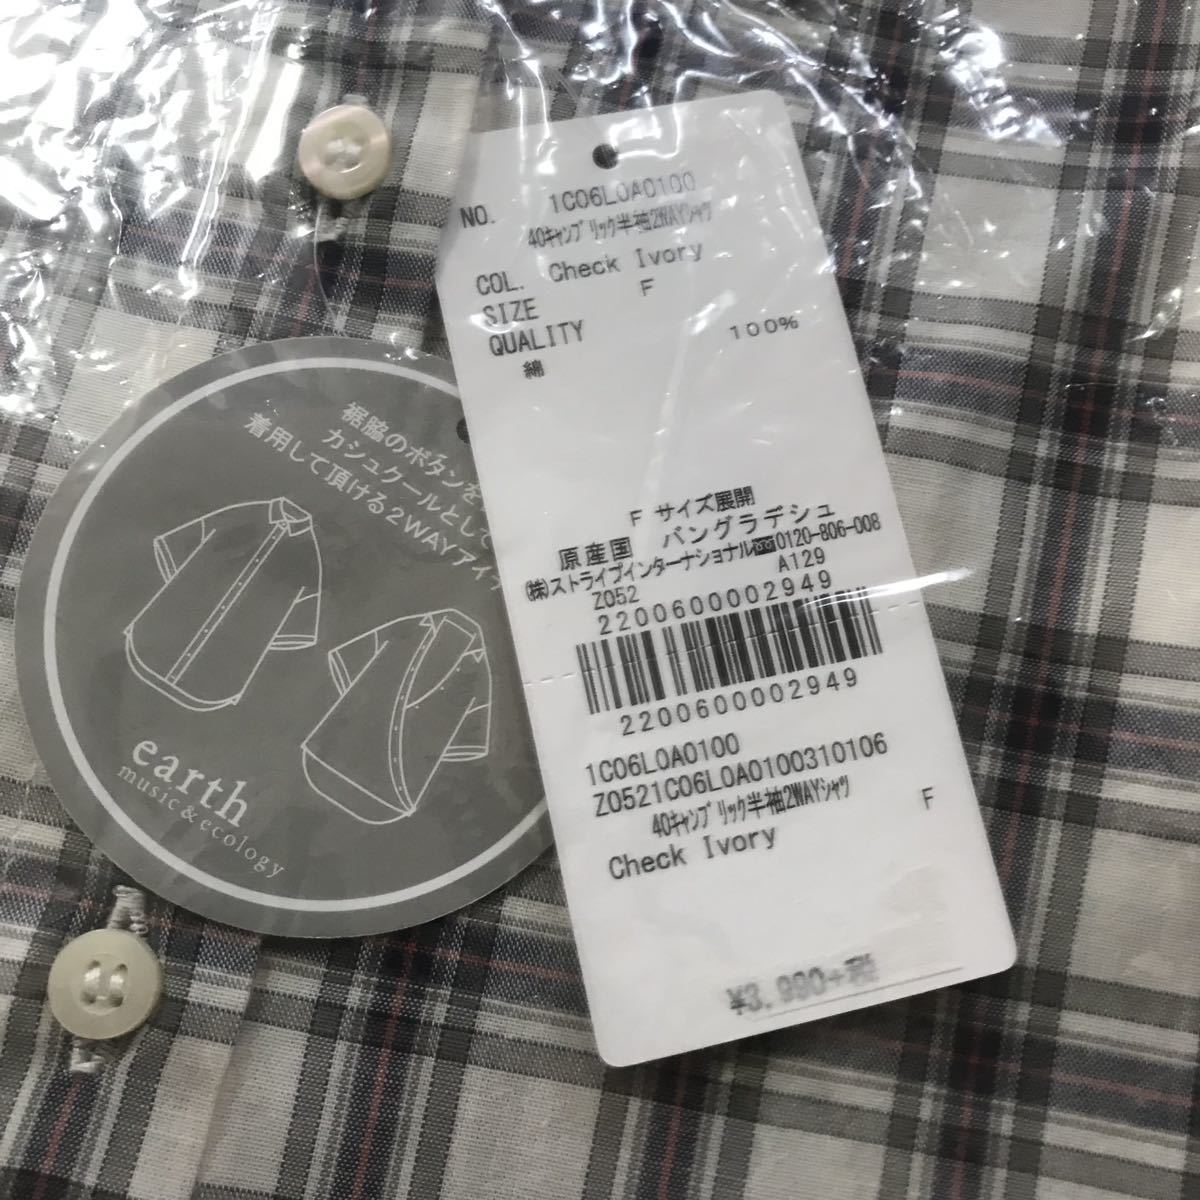 NO. 1C06L0A0100
40キャンブリック半袖2WAYシャツ
COL. Check Ivory
SIZE F
QUALITY
綿 100%
F サイズ展開
原産国 バングラデシュ
(株)ストライプインターナショナル☎0120-806-008
Z052 A129
2200600002949
2200600002949
1C06L0A0100
Z0521C06L0A0100310106
40キャンブリック半袖2WAYシャツ
Check Ivory F
¥3,990+税
裾脇のボタンを
カシュクールとして
着用して頂ける2WAYアイテ
earth
music&ecology